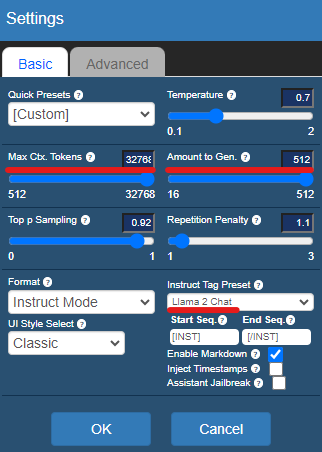 Settings
Basic Advanced
Quick Presets ? Temperature ? 0.7
[Custom]
0.1 2
Max Ctx. Tokens ? 32768 Amount to Gen. ? 512
512 32768 16 512
Top p Sampling ? 0.92 Repetition Penalty ? 1.1
0 1 1 3
Format ? Instruct Tag Preset ?
Instruct Mode Llama 2 Chat
UI Style Select ? Start Seq. ? End Seq. ?
Classic [INST] [/INST]
Enable Markdown ?
Inject Timestamps ?
Assistant Jailbreak ?
OK Cancel